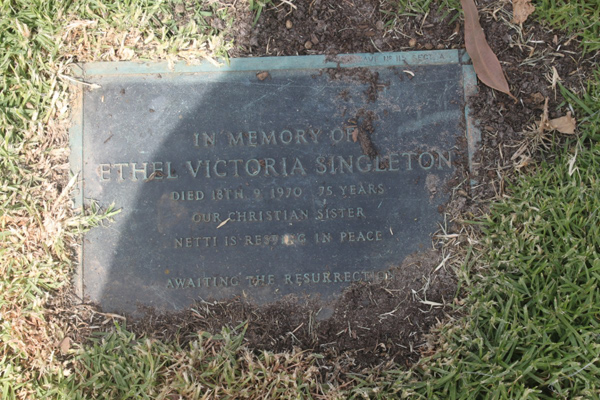 IN MEMORY OF
ETHEL VICTORIA SINGLETON
DIED 18TH 9 1970 75 YEARS
OUR CHRISTIAN SISTER
NETTI IS RESTING IN PEACE
AWAITING THE RESURRECTION